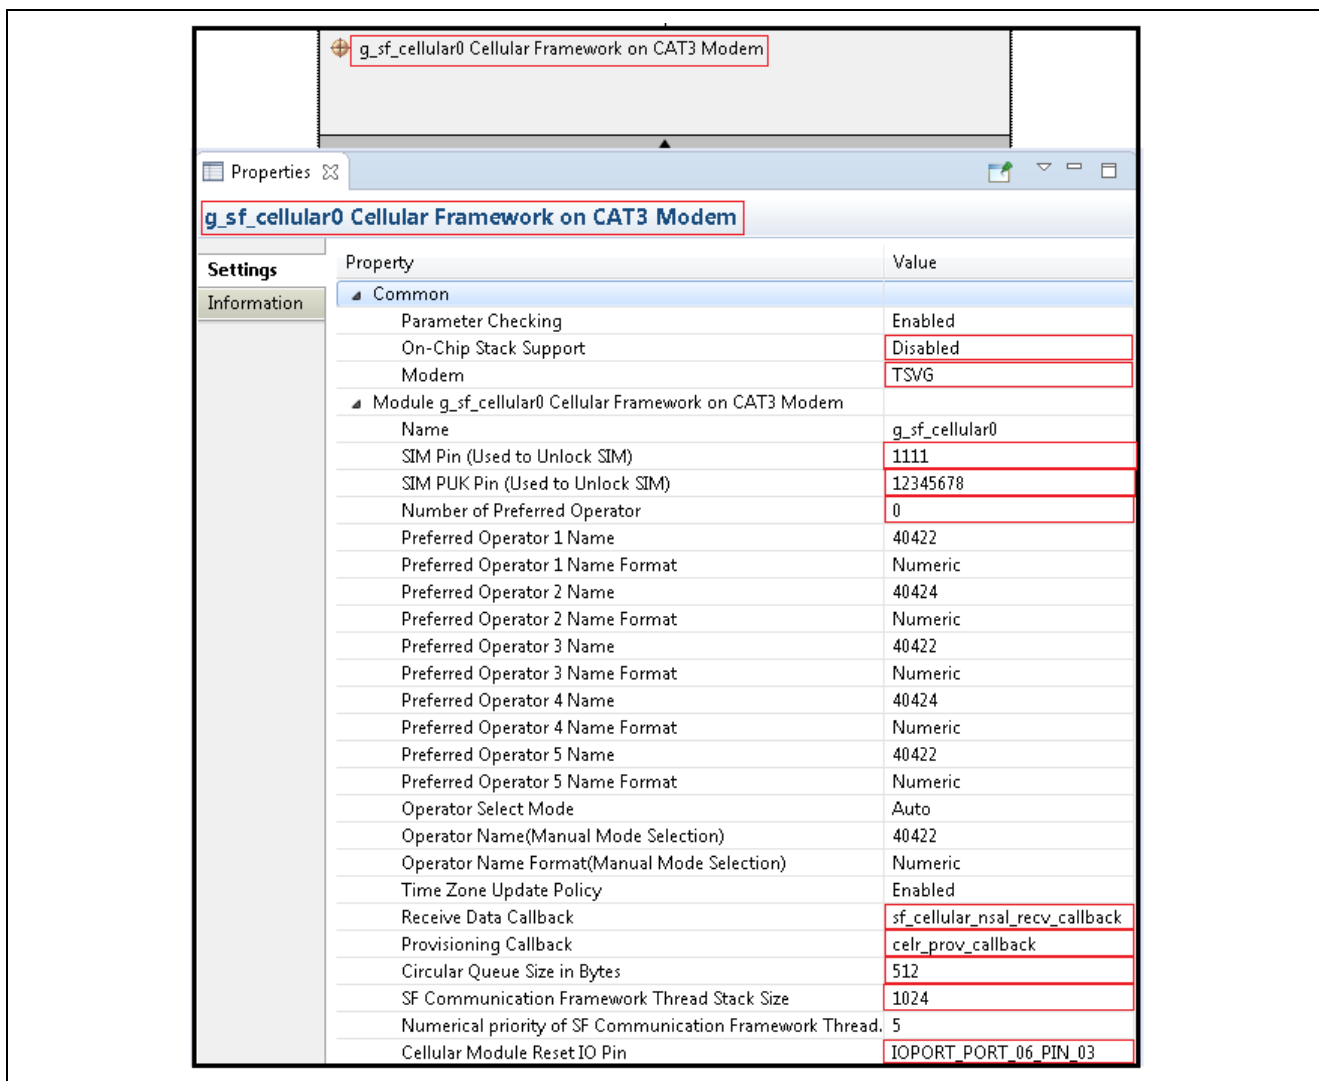 g_sf_cellular0 Cellular Framework on CAT3 Modem
Properties
g_sf_cellular0 Cellular Framework on CAT3 Modem
Settings
Information
Property Value
Common
Parameter Checking Enabled
On-Chip Stack Support Disabled
Modem TSVG
Module g_sf_cellular0 Cellular Framework on CAT3 Modem
Name g_sf_cellular0
SIM Pin (Used to Unlock SIM) 1111
SIM PUK Pin (Used to Unlock SIM) 12345678
Number of Preferred Operator 0
Preferred Operator 1 Name 40422
Preferred Operator 1 Name Format Numeric
Preferred Operator 2 Name 40424
Preferred Operator 2 Name Format Numeric
Preferred Operator 3 Name 40422
Preferred Operator 3 Name Format Numeric
Preferred Operator 4 Name 40424
Preferred Operator 4 Name Format Numeric
Preferred Operator 5 Name 40422
Preferred Operator 5 Name Format Numeric
Operator Select Mode Auto
Operator Name(Manual Mode Selection) 40422
Operator Name Format(Manual Mode Selection) Numeric
Time Zone Update Policy Enabled
Receive Data Callback sf_cellular_nsal_recv_callback
Provisioning Callback celr_prov_callback
Circular Queue Size in Bytes 512
SF Communication Framework Thread Stack Size 1024
Numerical priority of SF Communication Framework Thread. 5
Cellular Module Reset IO Pin IOPORT_PORT_06_PIN_03